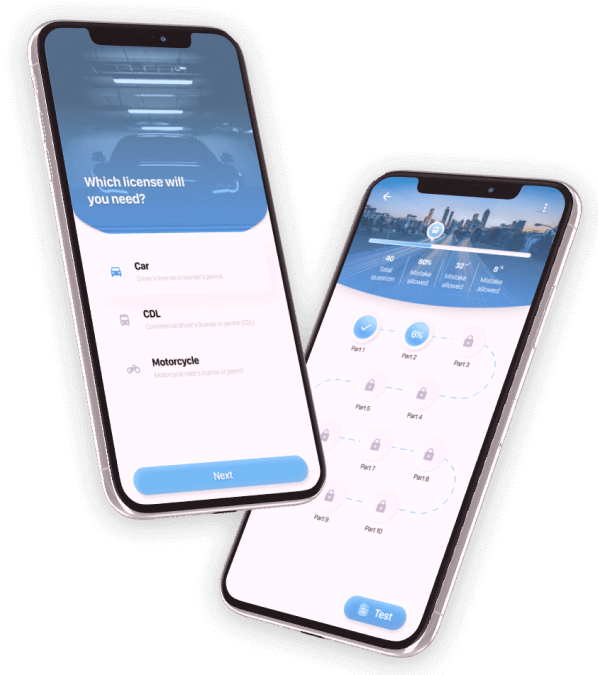 Which license will
you need?
Car
Driver's license or learner's permit
CDL
Commercial driver's license or permit (CDL)
Motorcycle
Motorcycle rider's license or permit
Next
40
Total
question
80%
Mistake
allowed
32
Mistake
allowed
8
Mistake
allowed
Part 1
6%
Part 2
Part 3
Part 5
Part 4
Part 7
Part 8
Part 9
Part 10
Test